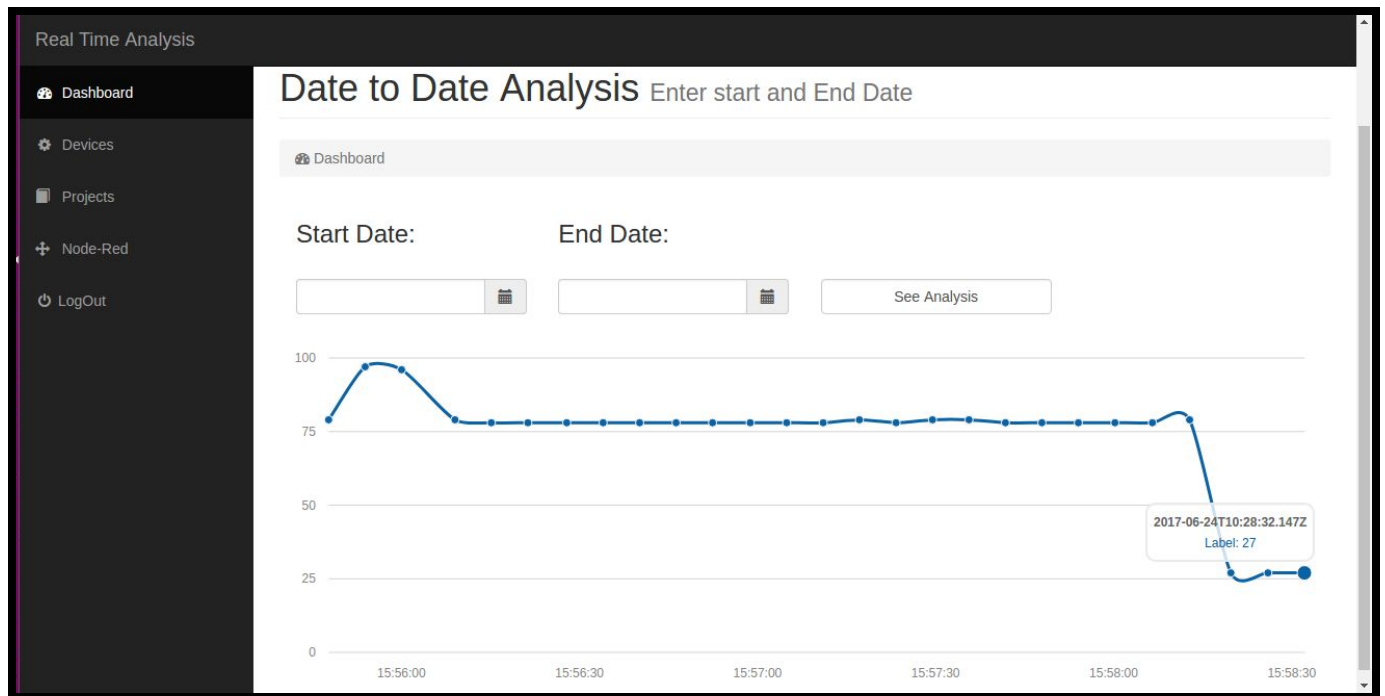 Real Time Analysis
Dashboard
Devices
Projects
Node-Red
LogOut
Date to Date Analysis Enter start and End Date
Dashboard
Start Date: End Date:
See Analysis
100
75
50
25
0
2017-06-24T10:28:32.147Z
Label: 27
15:56:00 15:56:30 15:57:00 15:57:30 15:58:00 15:58:30